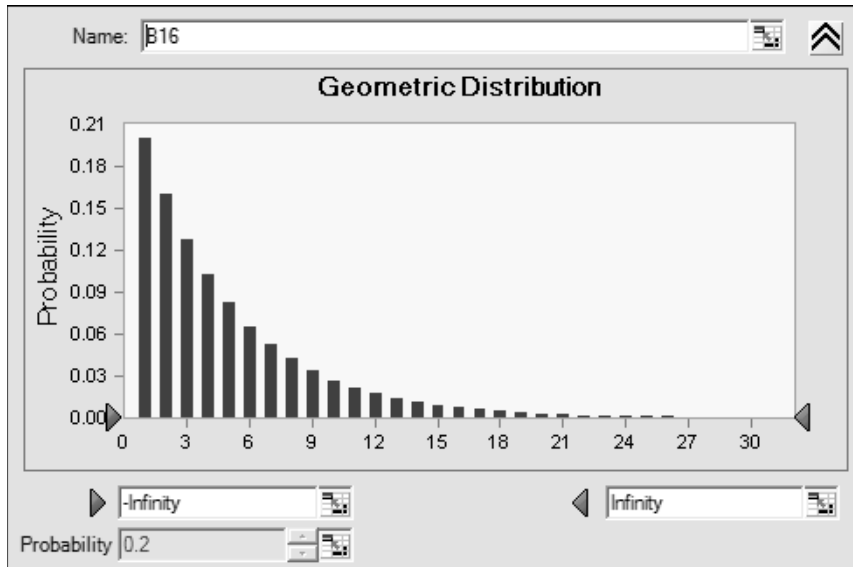 Name: B16
Geometric Distribution
Probability
0.21
0.18
0.15
0.12
0.09
0.06
0.03
0.00
0 3 6 9 12 15 18 21 24 27 30
-Infinity Infinity
Probability 0.2